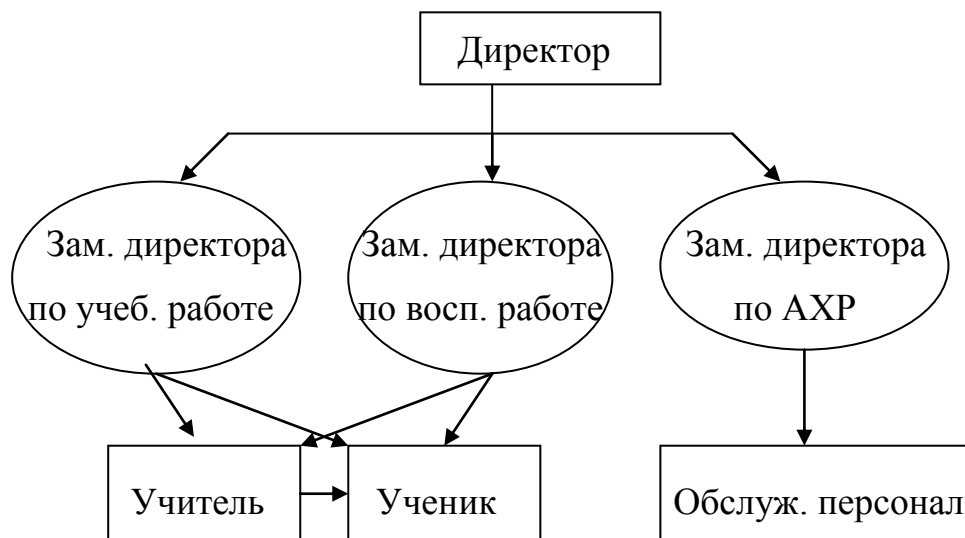 Директор
Зам. директора
по учеб. работе
Зам. директора
по восп. работе
Зам. директора
по АХР
Учитель
Ученик
Обслуж. персонал